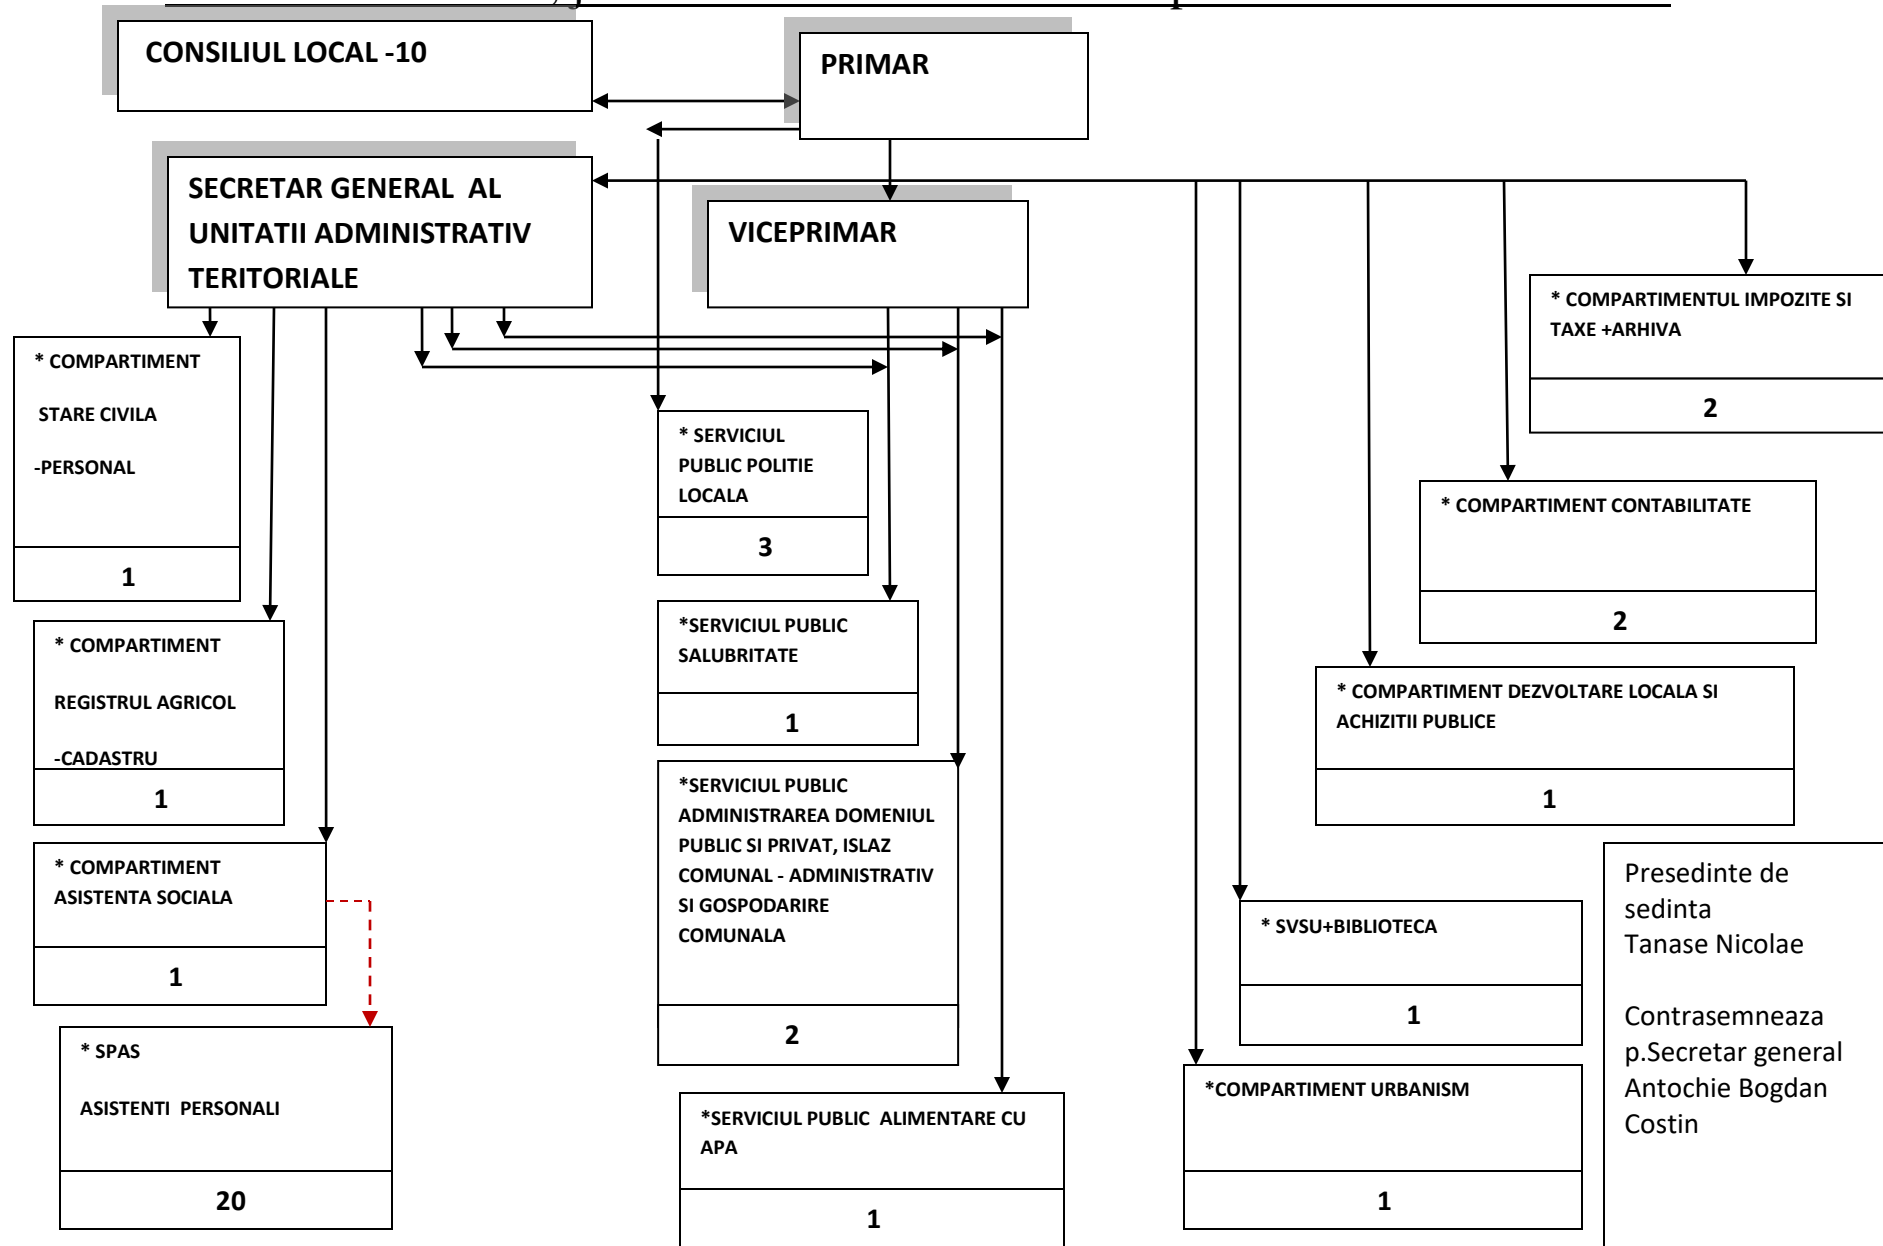 CONSILIUL LOCAL -10
PRIMAR
SECRETAR GENERAL AL
UNITATII ADMINISTRATIV
TERITORIALE
VICEPRIMAR
* COMPARTIMENT
STARE CIVILA
-PERSONAL
1
* COMPARTIMENT
REGISTRUL AGRICOL
-CADASTRU
1
* COMPARTIMENT
ASISTENTA SOCIALA
1
* SPAS
ASISTENTI PERSONALI
20
* SERVICIUL
PUBLIC POLITIE
LOCALA
3
*SERVICIUL PUBLIC
SALUBRITATE
1
*SERVICIUL PUBLIC
ADMINISTRAREA DOMENIUL
PUBLIC SI PRIVAT, ISLAZ
COMUNAL - ADMINISTRATIV
SI GOSPODARIRE
COMUNALA
2
*SERVICIUL PUBLIC ALIMENTARE CU
APA
1
* COMPARTIMENTUL IMPOZITE SI
TAXE +ARHIVA
2
* COMPARTIMENT CONTABILITATE
2
* COMPARTIMENT DEZVOLTARE LOCALA SI
ACHIZITII PUBLICE
1
* SVSU+BIBLIOTECA
1
*COMPARTIMENT URBANISM
1
Presedinte de
sedinta
Tanase Nicolae
Contrasemneaza
p.Secretar general
Antochie Bogdan
Costin